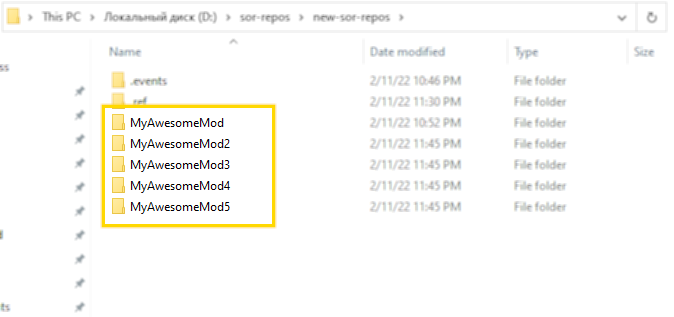 This PC > Локальный диск (D:) > sor-repos > new-sor-repos >
Name Date modified Type Size
.events 2/11/22 10:46 PM File folder
.ref 2/11/22 11:30 PM File folder
MyAwesomeMod 2/11/22 10:52 PM File folder
MyAwesomeMod2 2/11/22 11:45 PM File folder
MyAwesomeMod3 2/11/22 11:45 PM File folder
MyAwesomeMod4 2/11/22 11:45 PM File folder
MyAwesomeMod5 2/11/22 11:45 PM File folder